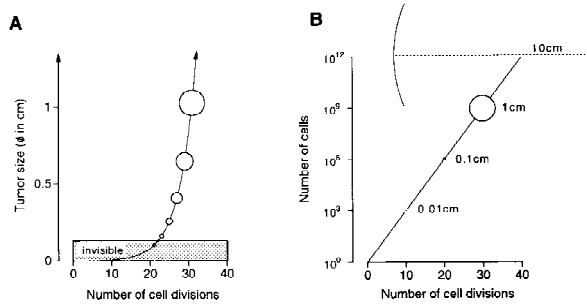 A
Tumor size (ϕ in cm)
1
0.5
0
invisible
0 10 20 30 40
Number of cell divisions
B
Number of cells
10¹²
10⁹
10⁶
10³
10⁰
10cm
1cm
0.1cm
0.01cm
0 10 20 30 40
Number of cell divisions